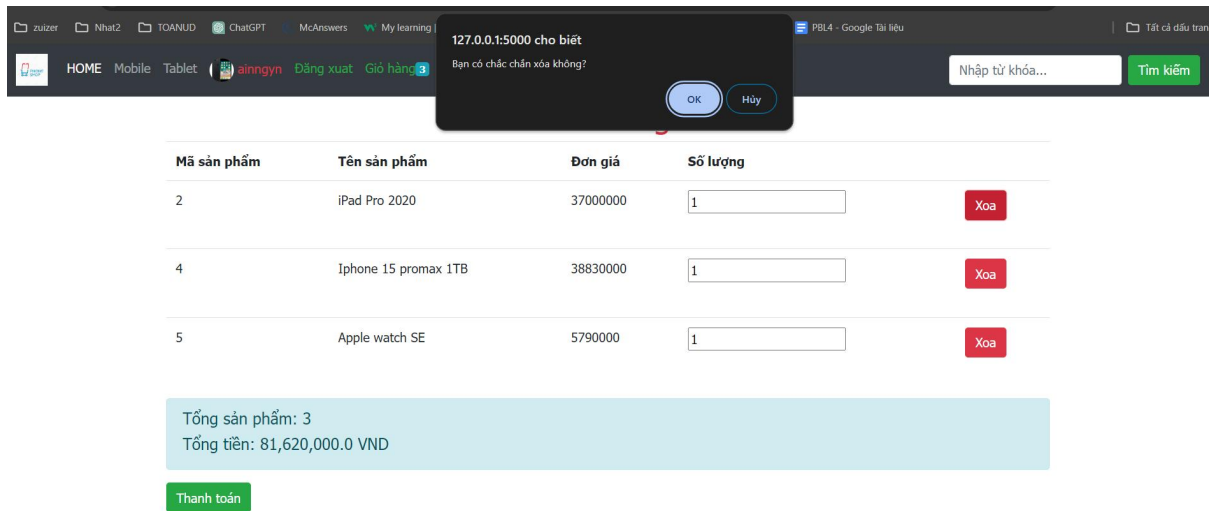 zuizer Nhat2 TOANUD ChatGPT McAnswers My learning PBL4 - Google Tài liệu Tất cả dấu tran
127.0.0.1:5000 cho biết
Bạn có chắc chắn xóa không?
OK Hủy
HOME Mobile Tablet ( ) ainngyn Đăng xuat Giỏ hàng 3 Nhập từ khóa... Tìm kiếm
Mã sản phẩm Tên sản phẩm Đơn giá Số lượng
2 iPad Pro 2020 37000000 1 Xoa
4 Iphone 15 promax 1TB 38830000 1 Xoa
5 Apple watch SE 5790000 1 Xoa
Tổng sản phẩm: 3
Tổng tiền: 81,620,000.0 VND
Thanh toán